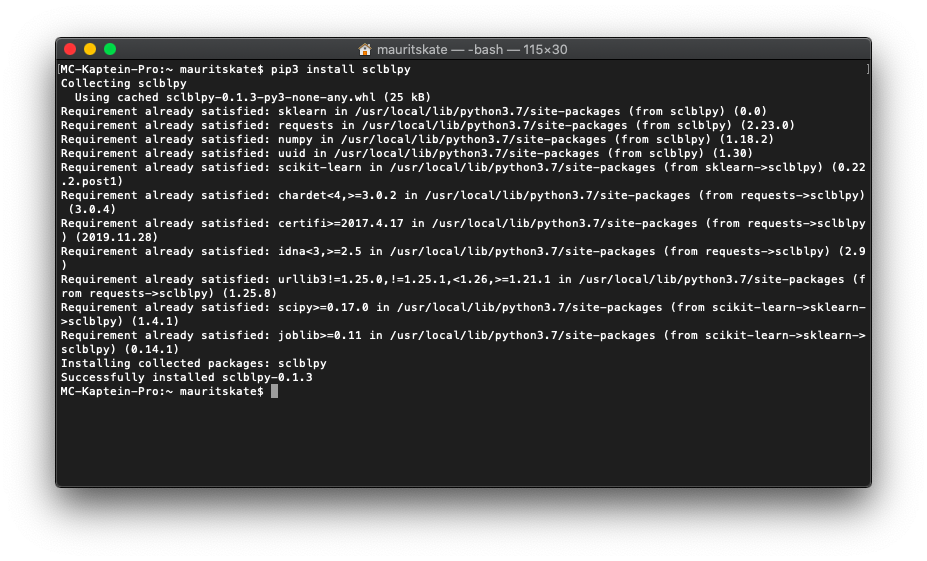 mauritskate — -bash — 115×30
[MC-Kaptein-Pro:~ mauritskate$ pip3 install sclblpy ]
Collecting sclblpy
  Using cached sclblpy-0.1.3-py3-none-any.whl (25 kB)
Requirement already satisfied: sklearn in /usr/local/lib/python3.7/site-packages (from sclblpy) (0.0)
Requirement already satisfied: requests in /usr/local/lib/python3.7/site-packages (from sclblpy) (2.23.0)
Requirement already satisfied: numpy in /usr/local/lib/python3.7/site-packages (from sclblpy) (1.18.2)
Requirement already satisfied: uuid in /usr/local/lib/python3.7/site-packages (from sclblpy) (1.30)
Requirement already satisfied: scikit-learn in /usr/local/lib/python3.7/site-packages (from sklearn->sclblpy) (0.22
.2.post1)
Requirement already satisfied: chardet<4,>=3.0.2 in /usr/local/lib/python3.7/site-packages (from requests->sclblpy)
 (3.0.4)
Requirement already satisfied: certifi>=2017.4.17 in /usr/local/lib/python3.7/site-packages (from requests->sclblpy
) (2019.11.28)
Requirement already satisfied: idna<3,>=2.5 in /usr/local/lib/python3.7/site-packages (from requests->sclblpy) (2.9
)
Requirement already satisfied: urllib3!=1.25.0,!=1.25.1,<1.26,>=1.21.1 in /usr/local/lib/python3.7/site-packages (f
rom requests->sclblpy) (1.25.8)
Requirement already satisfied: scipy>=0.17.0 in /usr/local/lib/python3.7/site-packages (from scikit-learn->sklearn-
>sclblpy) (1.4.1)
Requirement already satisfied: joblib>=0.11 in /usr/local/lib/python3.7/site-packages (from scikit-learn->sklearn->
sclblpy) (0.14.1)
Installing collected packages: sclblpy
Successfully installed sclblpy-0.1.3
MC-Kaptein-Pro:~ mauritskate$